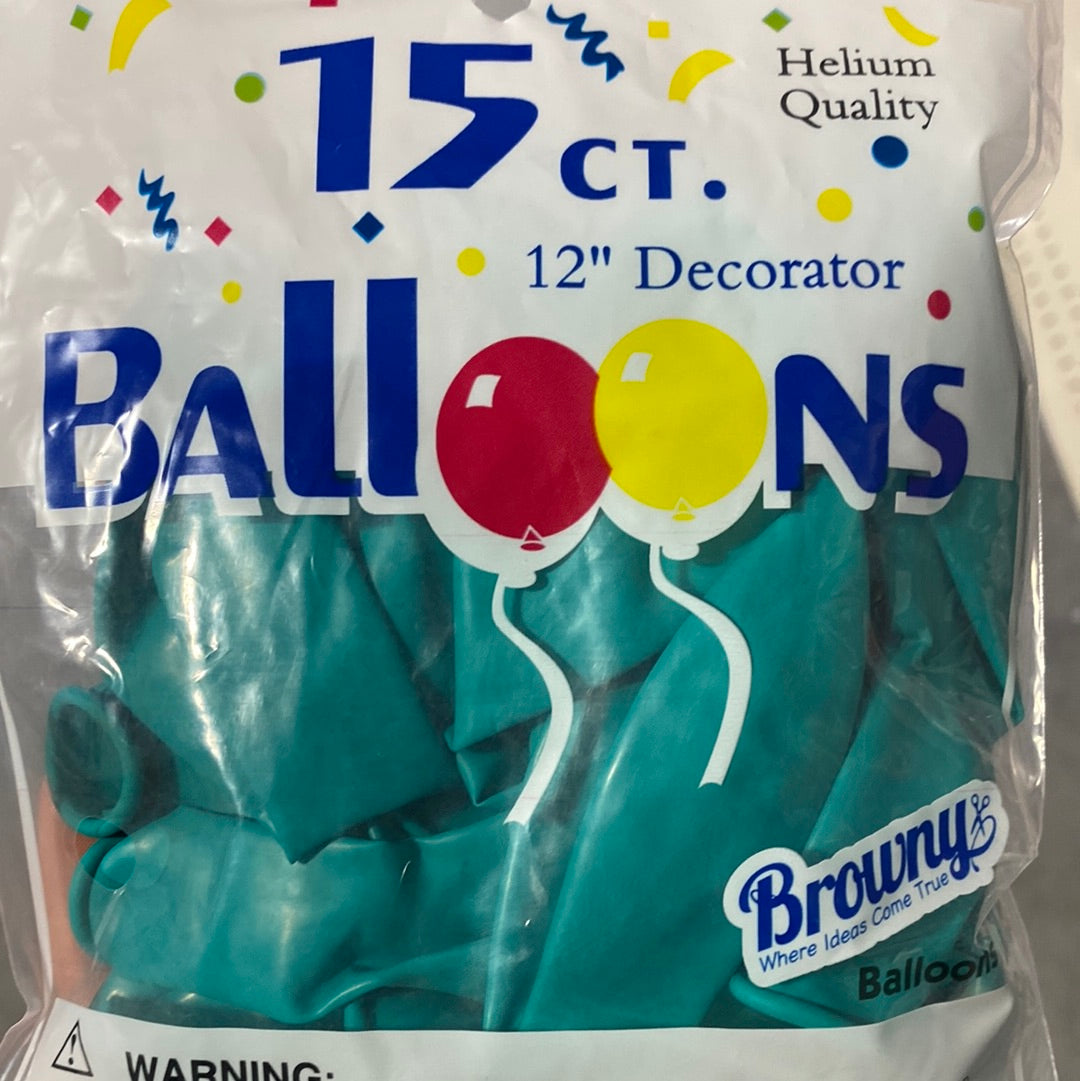 15 CT.
Helium
Quality
12" Decorator
BALLOONS
Browny
Where Ideas Come True
Balloons
WARNING: